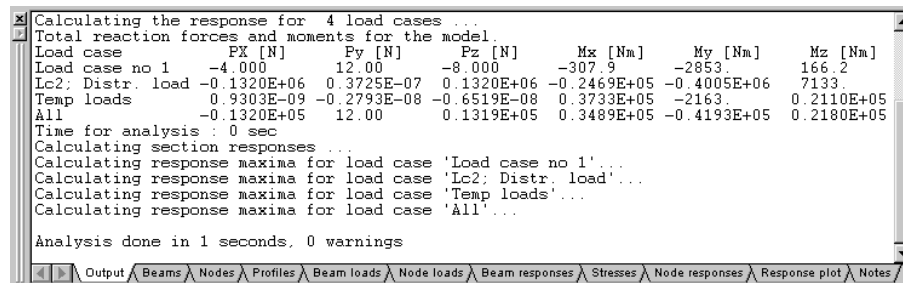 Calculating the response for 4 load cases ...
Total reaction forces and moments for the model.
Load case PX [N] Py [N] Pz [N] Mx [Nm] My [Nm] Mz [Nm]
Load case no 1 -4.000 12.00 -8.000 -307.9 -2853. 166.2
Lc2; Distr. load -0.1320E+06 0.3725E-07 0.1320E+06 -0.2469E+05 -0.4005E+06 7133.
Temp loads 0.9303E-09 -0.2793E-08 -0.6519E-08 0.3733E+05 -2163. 0.2110E+05
All -0.1320E+05 12.00 0.1319E+05 0.3489E+05 -0.4193E+05 0.2180E+05
Time for analysis : 0 sec
Calculating section responses ...
Calculating response maxima for load case 'Load case no 1'...
Calculating response maxima for load case 'Lc2; Distr. load'...
Calculating response maxima for load case 'Temp loads'...
Calculating response maxima for load case 'All'...
Analysis done in 1 seconds, 0 warnings
Output Beams Nodes Profiles Beam loads Node loads Beam responses Stresses Node responses Response plot Notes